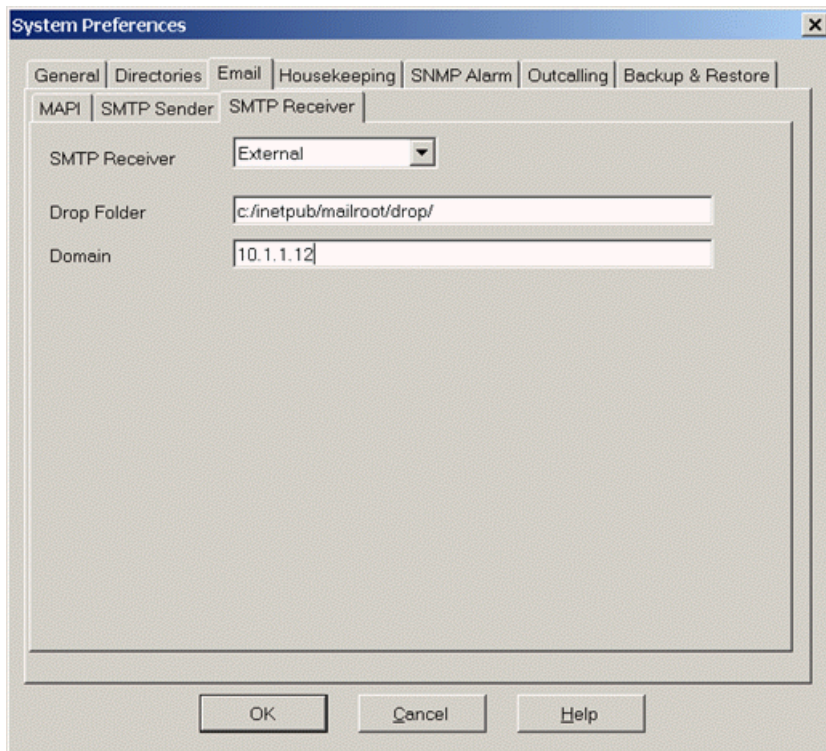 System Preferences
General Directories Email Housekeeping SNMP Alarm Outcalling Backup & Restore
MAPI SMTP Sender SMTP Receiver
SMTP Receiver External
Drop Folder c:/inetpub/mailroot/drop/
Domain 10.1.1.12
OK Cancel Help